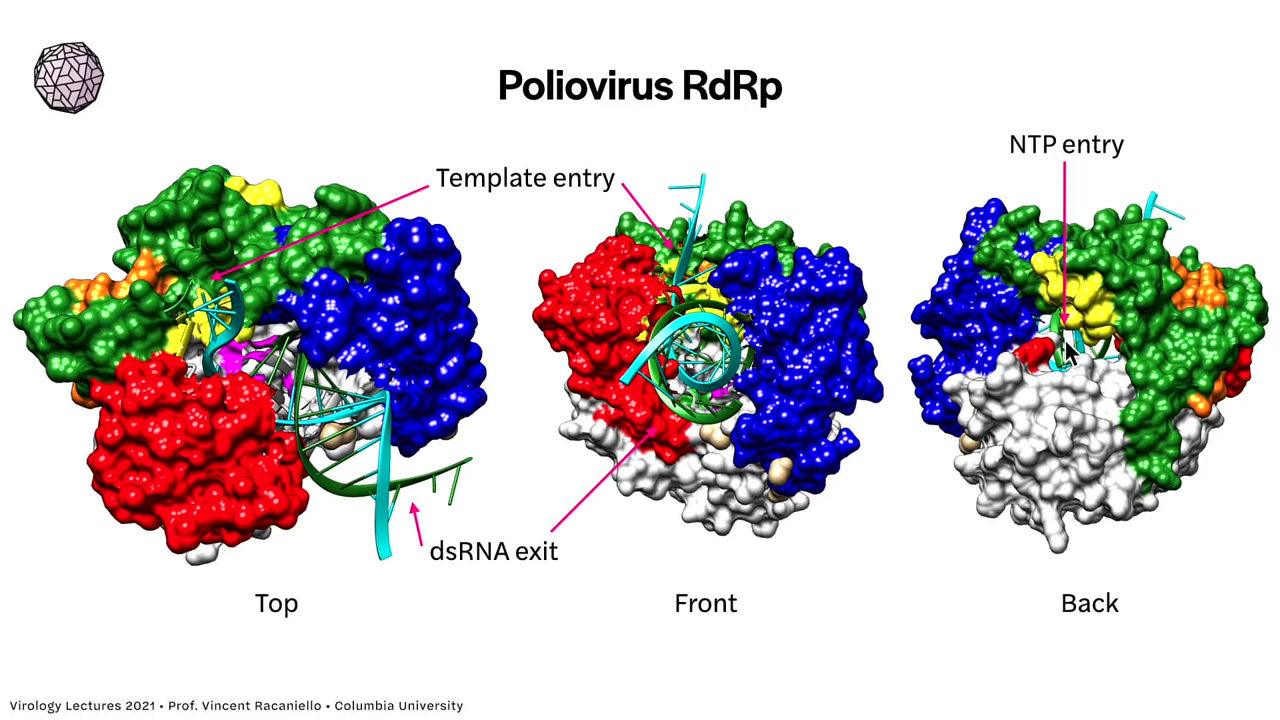 Poliovirus RdRp
NTP entry
Template entry
dsRNA exit
Top
Front
Back
Virology Lectures 2021 • Prof. Vincent Racaniello • Columbia University